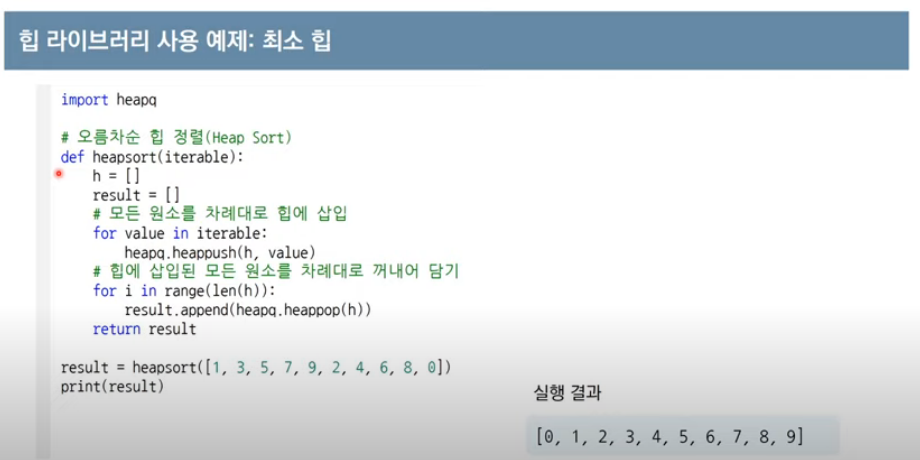 힙 라이브러리 사용 예제: 최소 힙
import heapq
# 오름차순 힙 정렬(Heap Sort)
def heapsort(iterable):
    h = []
    result = []
    # 모든 원소를 차례대로 힙에 삽입
    for value in iterable:
        heapq.heappush(h, value)
    # 힙에 삽입된 모든 원소를 차례대로 꺼내어 담기
    for i in range(len(h)):
        result.append(heapq.heappop(h))
    return result
result = heapsort([1, 3, 5, 7, 9, 2, 4, 6, 8, 0])
print(result)
실행 결과
[0, 1, 2, 3, 4, 5, 6, 7, 8, 9]